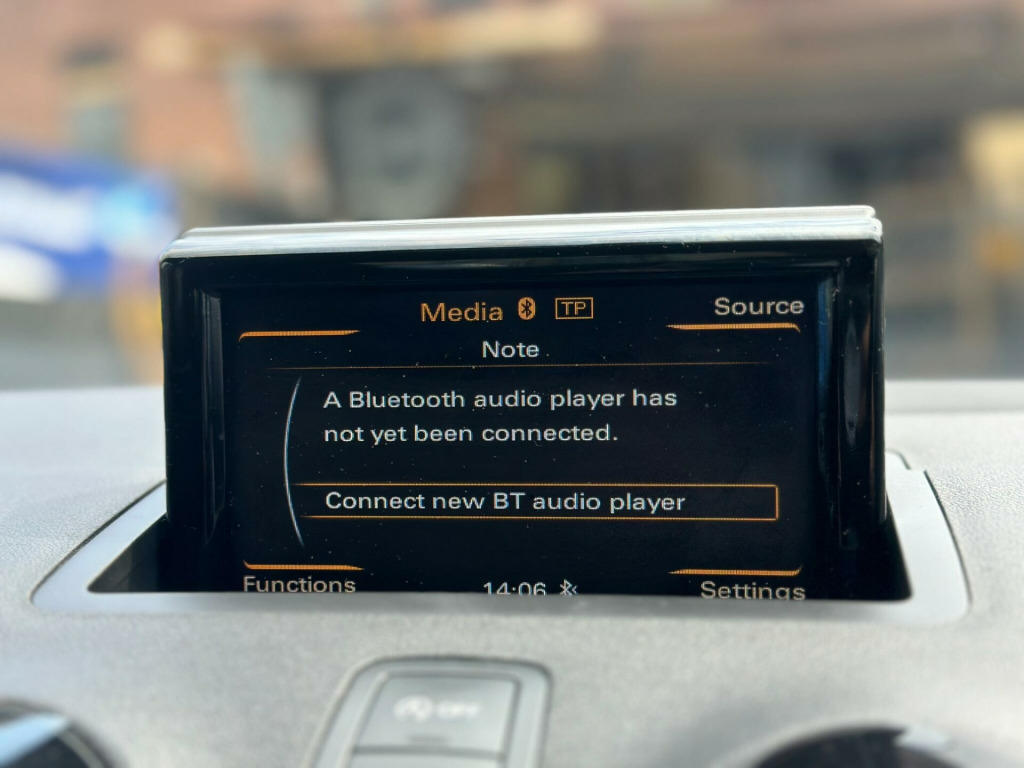 Media TP Source
Note
A Bluetooth audio player has
not yet been connected.
Connect new BT audio player
Functions 14:06 Settings
OFF